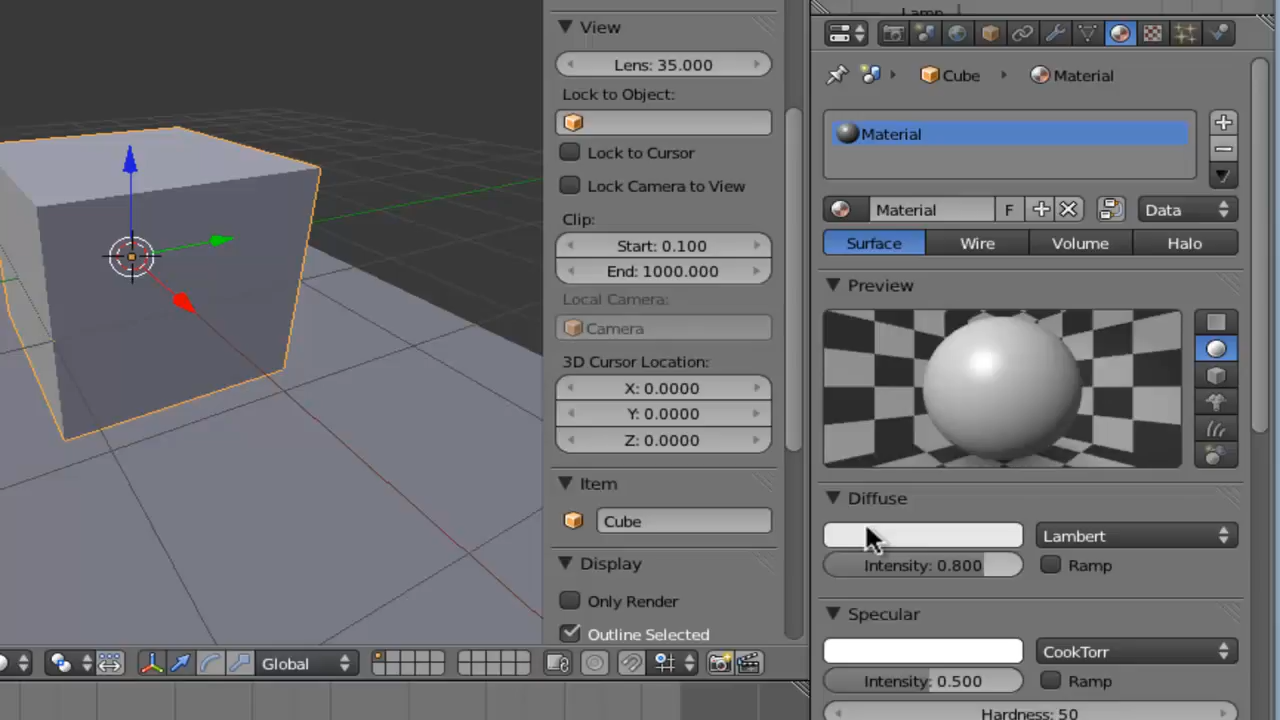 View
Lens: 35.000
Lock to Object:
Lock to Cursor
Lock Camera to View
Clip:
Start: 0.100
End: 1000.000
Local Camera:
Camera
3D Cursor Location:
X: 0.0000
Y: 0.0000
Z: 0.0000
Item
Cube
Display
Only Render
Outline Selected
Global
Lamp
Cube Material
Material
Material F Data
Surface Wire Volume Halo
Preview
Diffuse
Lambert
Intensity: 0.800 Ramp
Specular
CookTorr
Intensity: 0.500 Ramp
Hardness: 50